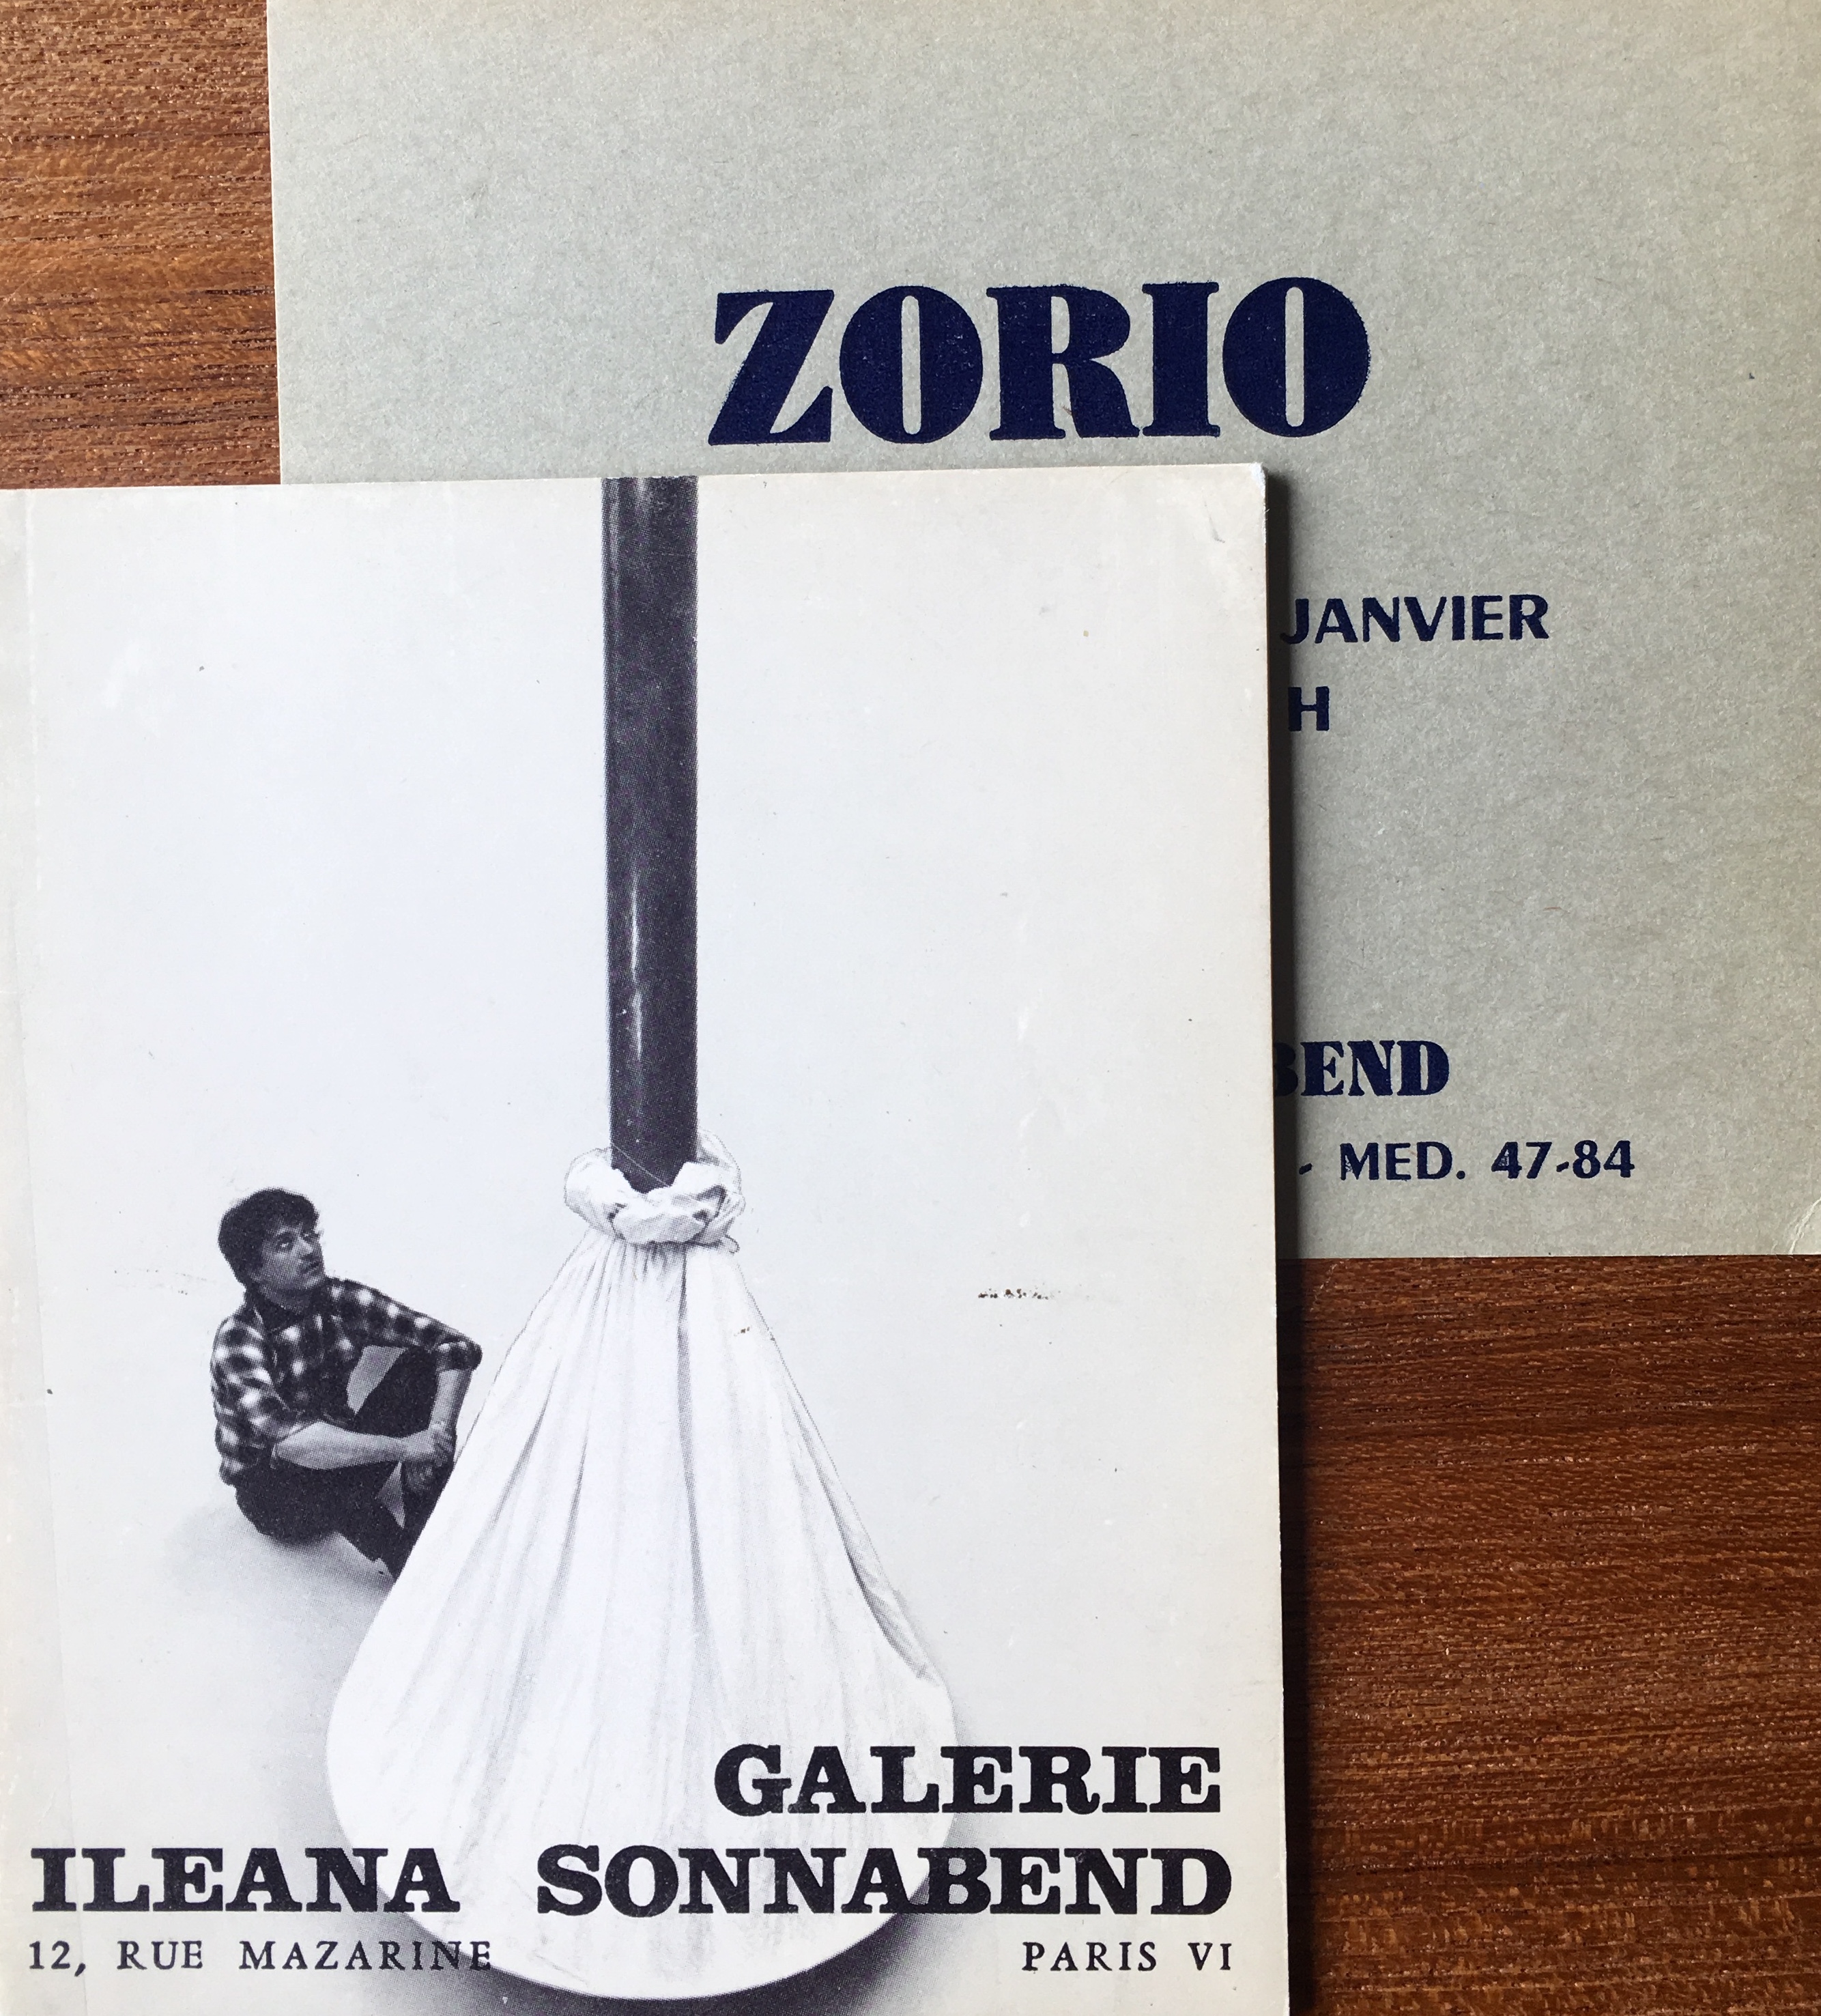 ZORIO
JANVIER
H
BEND
- MED. 47-84
GALERIE
ILEANA SONNABEND
12, RUE MAZARINE PARIS VI